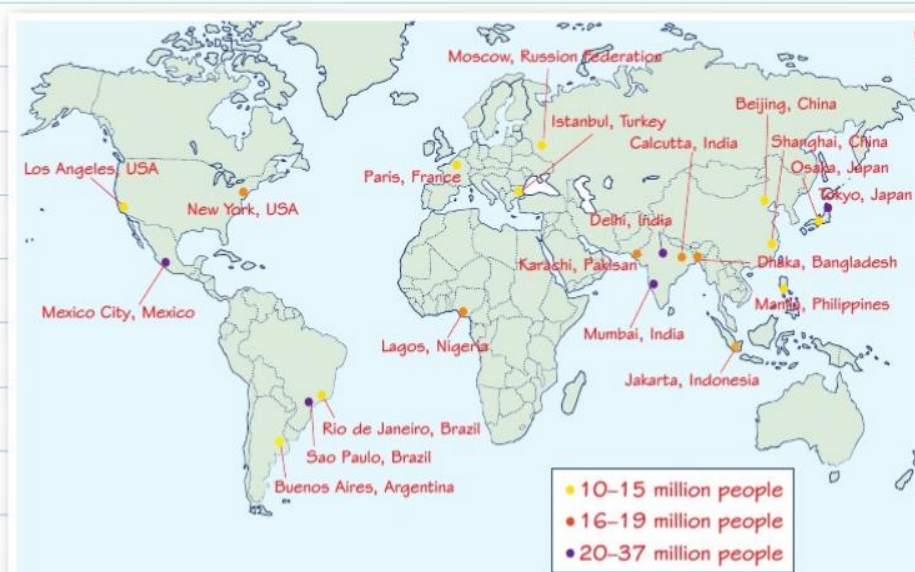 Moscow, Russion Federation
Beijing, China
Istanbul, Turkey
Calcutta, India
Shanghai, China
Los Angeles, USA
Paris, France
Osaka, Japan
New York, USA
Tokyo, Japan
Delhi, India
Karachi, Pakisan
Dhaka, Bangladesh
Mexico City, Mexico
Manila, Philippines
Lagos, Nigeria
Mumbai, India
Jakarta, Indonesia
Rio de Janeiro, Brazil
Sao Paulo, Brazil
Buenos Aires, Argentina
10–15 million people
16–19 million people
20–37 million people